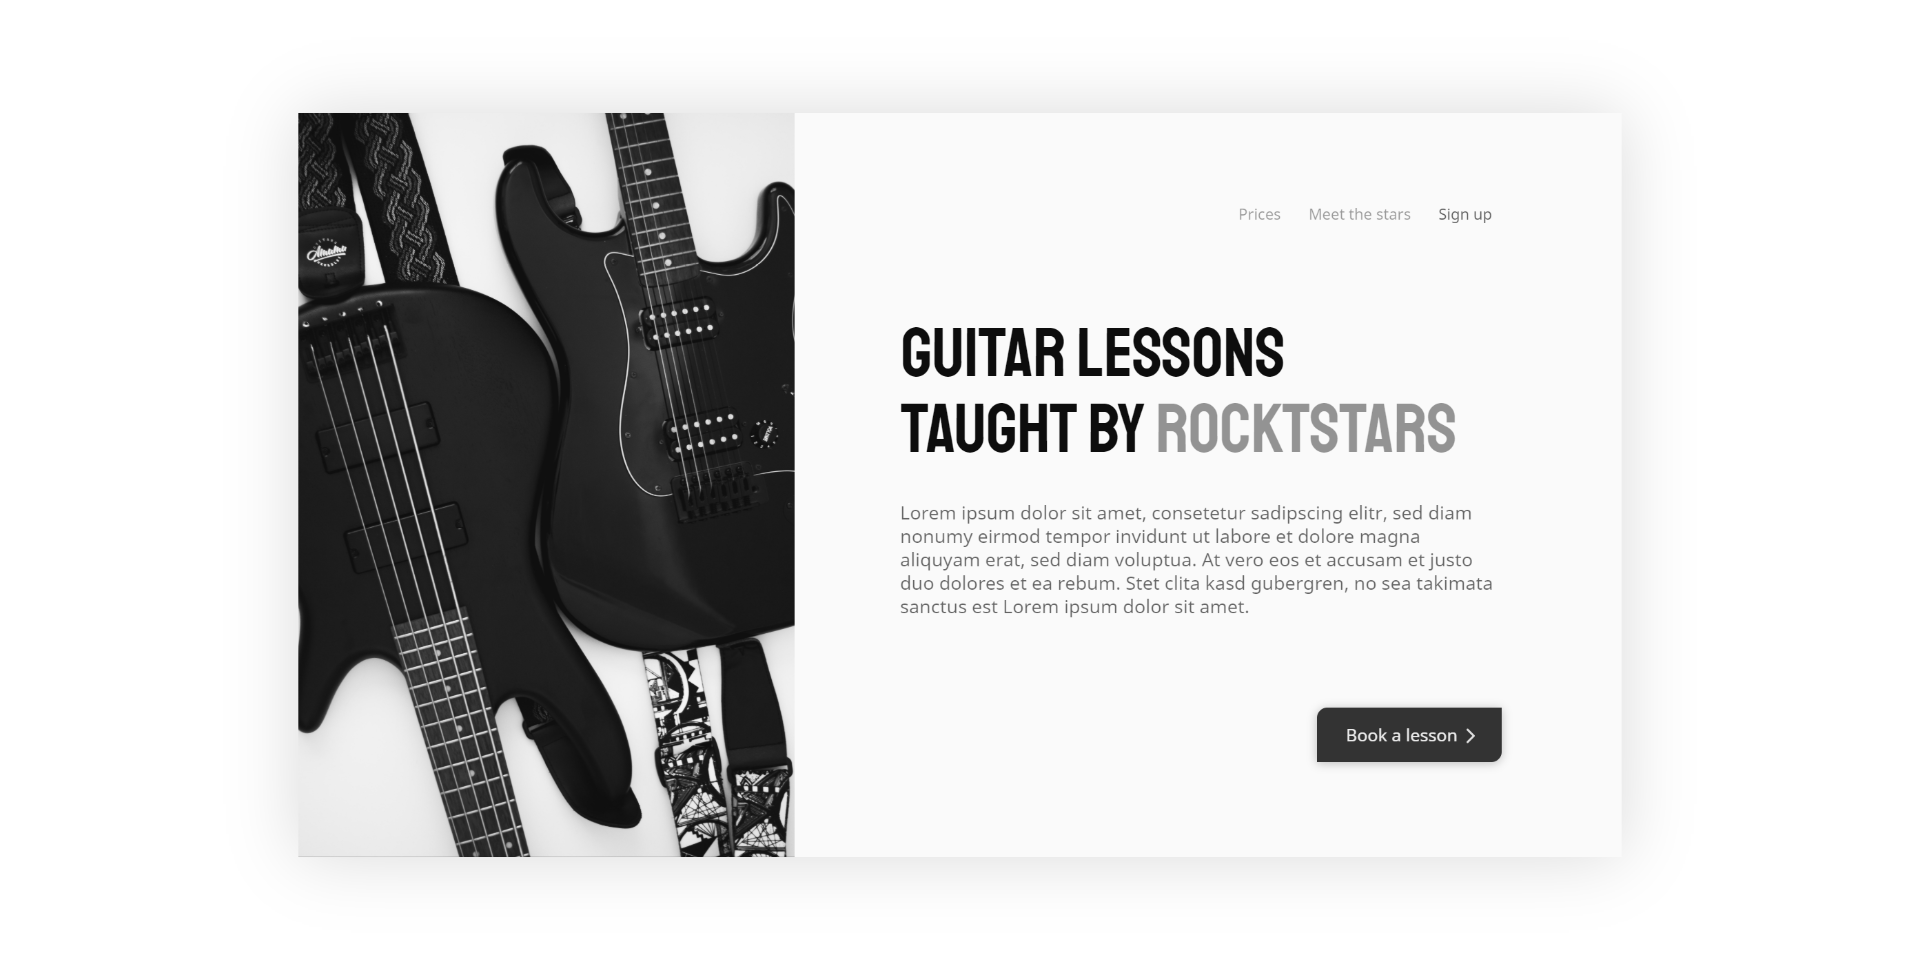 Prices Meet the stars Sign up
GUITAR LESSONS
TAUGHT BY ROCKTSTARS
Lorem ipsum dolor sit amet, consetetur sadipscing elitr, sed diam
nonumy eirmod tempor invidunt ut labore et dolore magna
aliquyam erat, sed diam voluptua. At vero eos et accusam et justo
duo dolores et ea rebum. Stet clita kasd gubergren, no sea takimata
sanctus est Lorem ipsum dolor sit amet.
Book a lesson